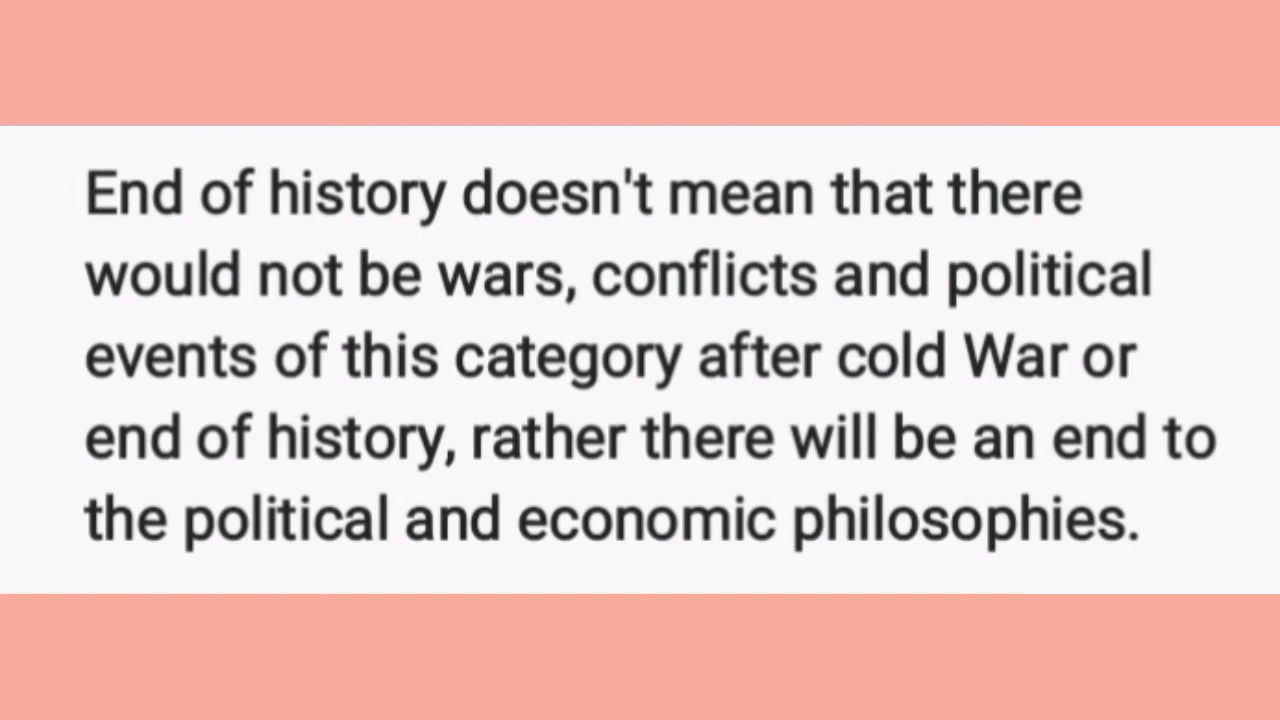 End of history doesn't mean that there
would not be wars, conflicts and political
events of this category after cold War or
end of history, rather there will be an end to
the political and economic philosophies.